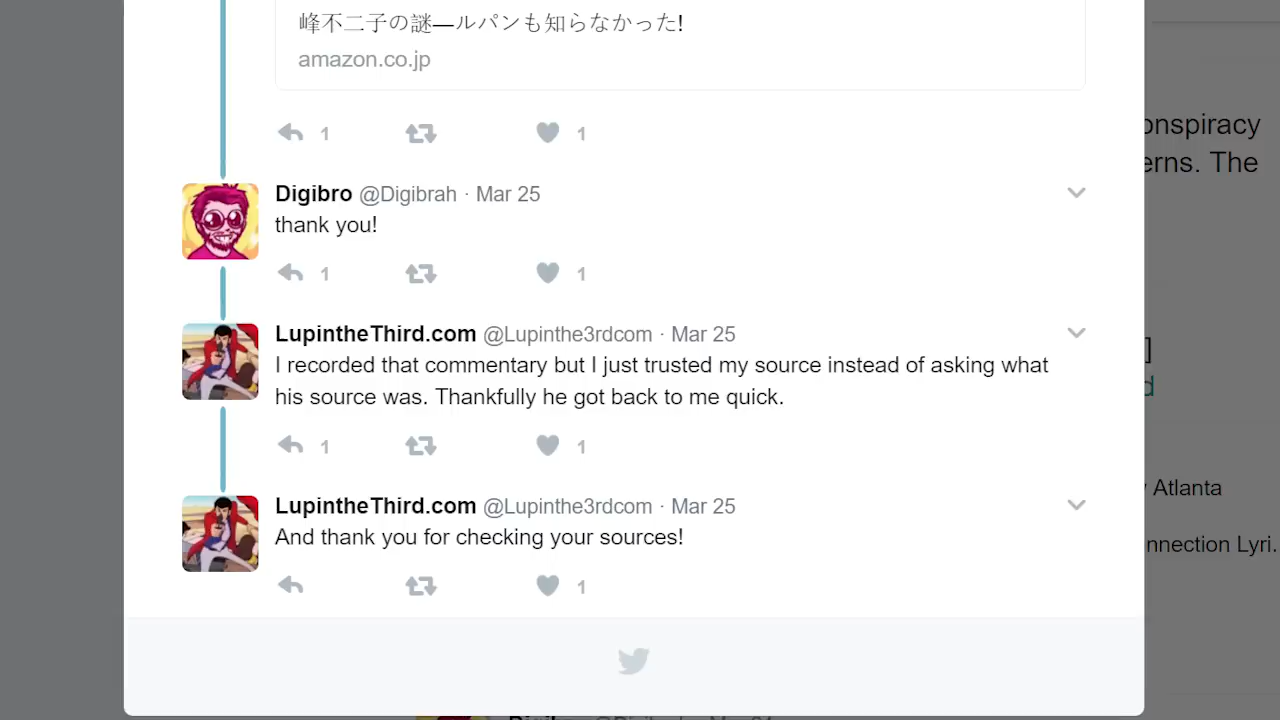 峰不二子の謎―ルパンも知らなかった!
amazon.co.jp
1 1
Digibro @Digibrah · Mar 25
thank you!
1 1
LupintheThird.com @Lupinthe3rdcom · Mar 25
I recorded that commentary but I just trusted my source instead of asking what
his source was. Thankfully he got back to me quick.
1 1
LupintheThird.com @Lupinthe3rdcom · Mar 25
And thank you for checking your sources!
1
onspiracy
erns. The
]
d
Atlanta
nnection Lyri.